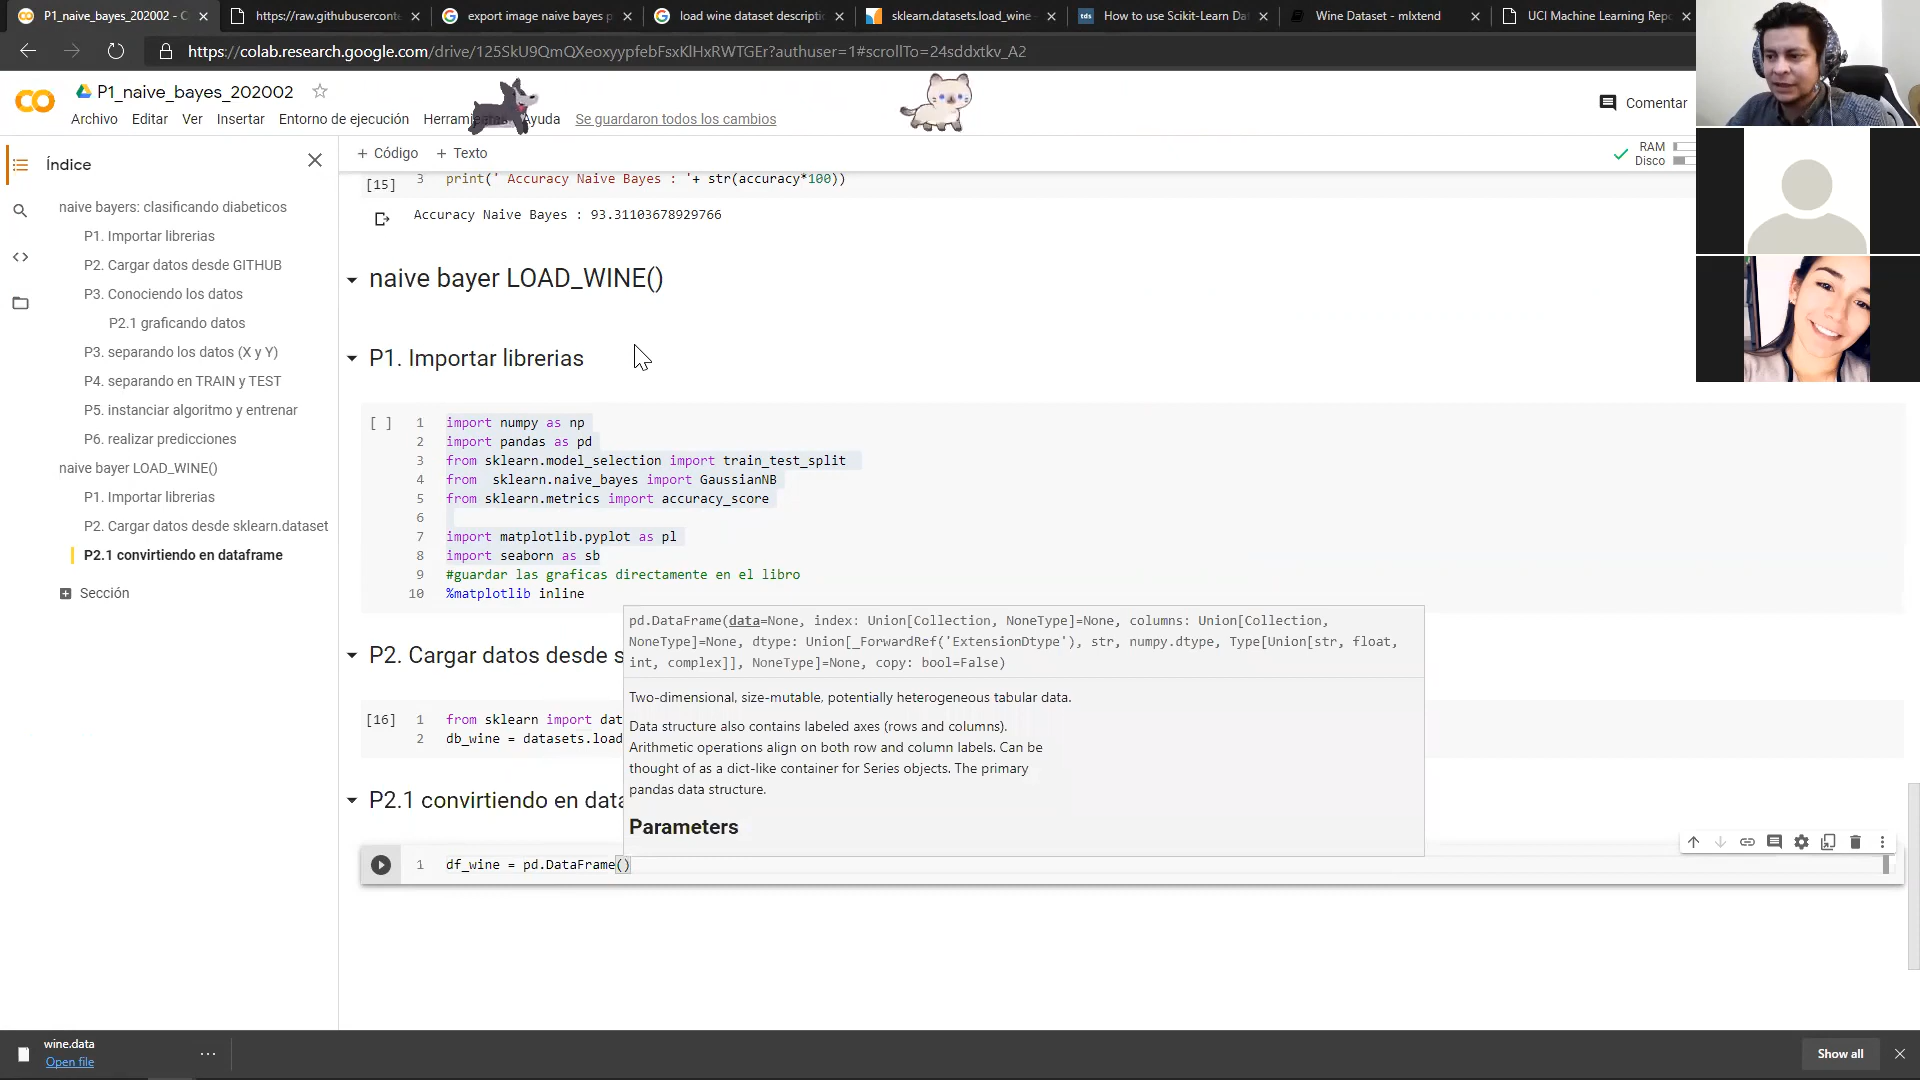 P1_naive_bayes_202002 - C
https://raw.githubuserconte
export image naive bayes p
load wine dataset descriptio
sklearn.datasets.load_wine
tds
How to use Scikit-Learn Dat
Wine Dataset - mlxtend
UCI Machine Learning Repo
https://colab.research.google.com/drive/125SkU9QmQXeoxyypfebFsxKlHxRWTGEr?authuser=1#scrollTo=24sddxtkv_A2
P1_naive_bayes_202002
Archivo
Editar
Ver
Insertar
Entorno de ejecución
Ayuda
Se guardaron todos los cambios
Comentar
Índice
+ Código
+ Texto
RAM
Disco
naive bayers: clasificando diabeticos
P1. Importar librerias
P2. Cargar datos desde GITHUB
P3. Conociendo los datos
P2.1 graficando datos
P3. separando los datos (X y Y)
P4. separando en TRAIN y TEST
P5. instanciar algoritmo y entrenar
P6. realizar predicciones
naive bayer LOAD_WINE()
P1. Importar librerias
P2. Cargar datos desde sklearn.dataset
P2.1 convirtiendo en dataframe
Sección
[15]
3 print(' Accuracy Naive Bayes : '+ str(accuracy*100))
Accuracy Naive Bayes : 93.31103678929766
naive bayer LOAD_WINE()
P1. Importar librerias
[ ]
1 import numpy as np
2 import pandas as pd
3 from sklearn.model_selection import train_test_split
4 from  sklearn.naive_bayes import GaussianNB
5 from sklearn.metrics import accuracy_score
6
7 import matplotlib.pyplot as pl
8 import seaborn as sb
9 #guardar las graficas directamente en el libro
10 %matplotlib inline
pd.DataFrame(data=None, index: Union[Collection, NoneType]=None, columns: Union[Collection,
NoneType]=None, dtype: Union[_ForwardRef('ExtensionDtype'), str, numpy.dtype, Type[Union[str, float,
int, complex]], NoneType]=None, copy: bool=False)
Two-dimensional, size-mutable, potentially heterogeneous tabular data.
Data structure also contains labeled axes (rows and columns).
Arithmetic operations align on both row and column labels. Can be
thought of as a dict-like container for Series objects. The primary
pandas data structure.
Parameters
P2. Cargar datos desde s
[16]
1 from sklearn import dat
2 db_wine = datasets.load
P2.1 convirtiendo en data
1 df_wine = pd.DataFrame()
wine.data
Open file
Show all